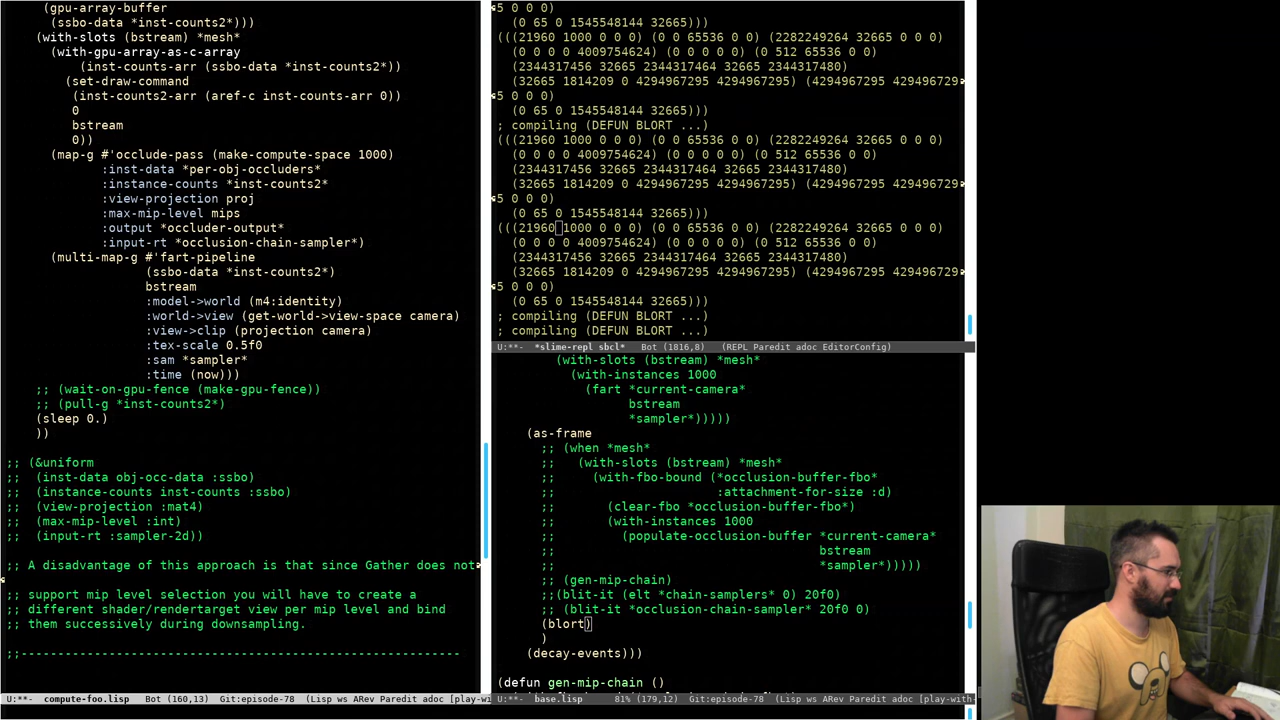 (gpu-array-buffer
(ssbo-data *inst-counts2*)))
(with-slots (bstream) *mesh*
(with-gpu-array-as-c-array
(inst-counts-arr (ssbo-data *inst-counts2*))
(set-draw-command
(inst-counts2-arr (aref-c inst-counts-arr 0))
0
bstream
0))
(map-g #'occlude-pass (make-compute-space 1000)
:inst-data *per-obj-occluders*
:instance-counts *inst-counts2*
:view-projection proj
:max-mip-level mips
:output *occluder-output*
:input-rt *occlusion-chain-sampler*)
(multi-map-g #'fart-pipeline
(ssbo-data *inst-counts2*)
bstream
:model->world (m4:identity)
:world->view (get-world->view-space camera)
:view->clip (projection camera)
:tex-scale 0.5f0
:sam *sampler*
:time (now)))
;; (wait-on-gpu-fence (make-gpu-fence))
;; (pull-g *inst-counts2*)
(sleep 0.)
))
;; (&uniform
;;  (inst-data obj-occ-data :ssbo)
;;  (instance-counts inst-counts :ssbo)
;;  (view-projection :mat4)
;;  (max-mip-level :int)
;;  (input-rt :sampler-2d))
;; A disadvantage of this approach is that since Gather does not
;; support mip level selection you will have to create a
;; different shader/rendertarget view per mip level and bind
;; them successively during downsampling.
;;------------------------------------------------------------
U:**-  compute-foo.lisp   Bot (160,13)  Git:episode-78  (Lisp ws ARev Paredit adoc [play-wi
5 0 0 0)
(0 65 0 1545548144 32665)))
(((21960 1000 0 0 0) (0 0 65536 0 0) (2282249264 32665 0 0 0)
(0 0 0 0 4009754624) (0 512 65536 0 0)
(2344317456 32665 2344317464 32665 2344317480)
(32665 1814209 0 4294967295 4294967295) (4294967295 429496729
5 0 0 0)
(0 65 0 1545548144 32665)))
; compiling (DEFUN BLORT ...)
(((21960 1000 0 0 0) (0 0 65536 0 0) (2282249264 32665 0 0 0)
(0 0 0 0 4009754624) (0 512 65536 0 0)
(2344317456 32665 2344317464 32665 2344317480)
(32665 1814209 0 4294967295 4294967295) (4294967295 429496729
5 0 0 0)
(0 65 0 1545548144 32665)))
(((21960 1000 0 0 0) (0 0 65536 0 0) (2282249264 32665 0 0 0)
(0 0 0 0 4009754624) (0 512 65536 0 0)
(2344317456 32665 2344317464 32665 2344317480)
(32665 1814209 0 4294967295 4294967295) (4294967295 429496729
5 0 0 0)
(0 65 0 1545548144 32665)))
; compiling (DEFUN BLORT ...)
; compiling (DEFUN BLORT ...)
U:**-  *slime-repl sbcl*   Bot (1816,8)   (REPL Paredit adoc EditorConfig)
(with-slots (bstream) *mesh*
(with-instances 1000
(fart *current-camera*
bstream
*sampler*)))))
(as-frame
;; (when *mesh*
;;   (with-slots (bstream) *mesh*
;;     (with-fbo-bound (*occlusion-buffer-fbo*
;;                      :attachment-for-size :d)
;;       (clear-fbo *occlusion-buffer-fbo*)
;;       (with-instances 1000
;;         (populate-occlusion-buffer *current-camera*
;;                                    bstream
;;                                    *sampler*)))))
;; (gen-mip-chain)
;;(blit-it (elt *chain-samplers* 0) 20f0)
;; (blit-it *occlusion-chain-sampler* 20f0 0)
(blort)
)
(decay-events)))
(defun gen-mip-chain ()
U:**-  base.lisp      81% (179,12)  Git:episode-78  (Lisp ws ARev Paredit adoc [play-with-